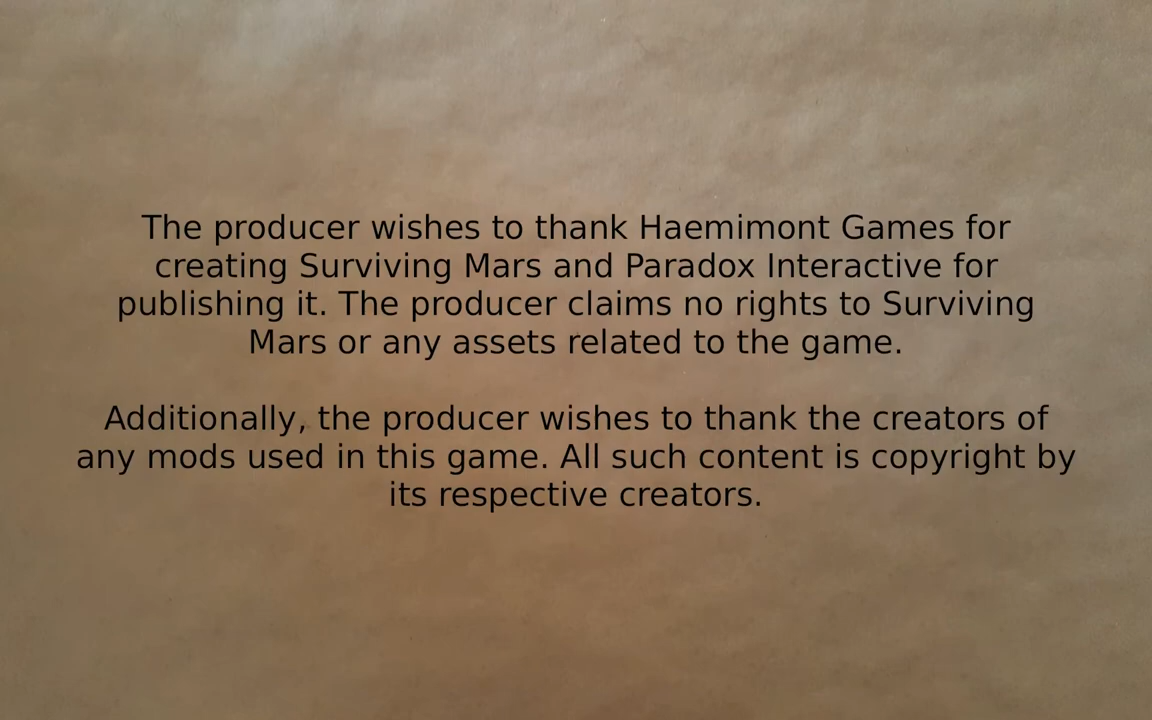 The producer wishes to thank Haemimont Games for
creating Surviving Mars and Paradox Interactive for
publishing it. The producer claims no rights to Surviving
Mars or any assets related to the game.
Additionally, the producer wishes to thank the creators of
any mods used in this game. All such content is copyright by
its respective creators.